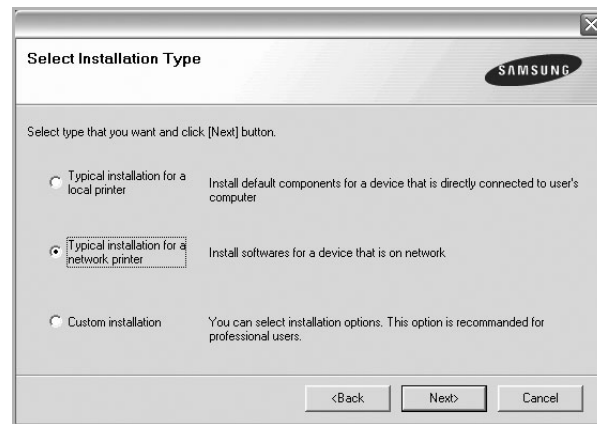 Select Installation Type
SAMSUNG
Select type that you want and click [Next] button.
Typical installation for a
local printer
Install default components for a device that is directly connected to user's
computer
Typical installation for a
network printer
Install softwares for a device that is on network
Custom installation
You can select installation options. This option is recommanded for
professional users.
<Back
Next>
Cancel